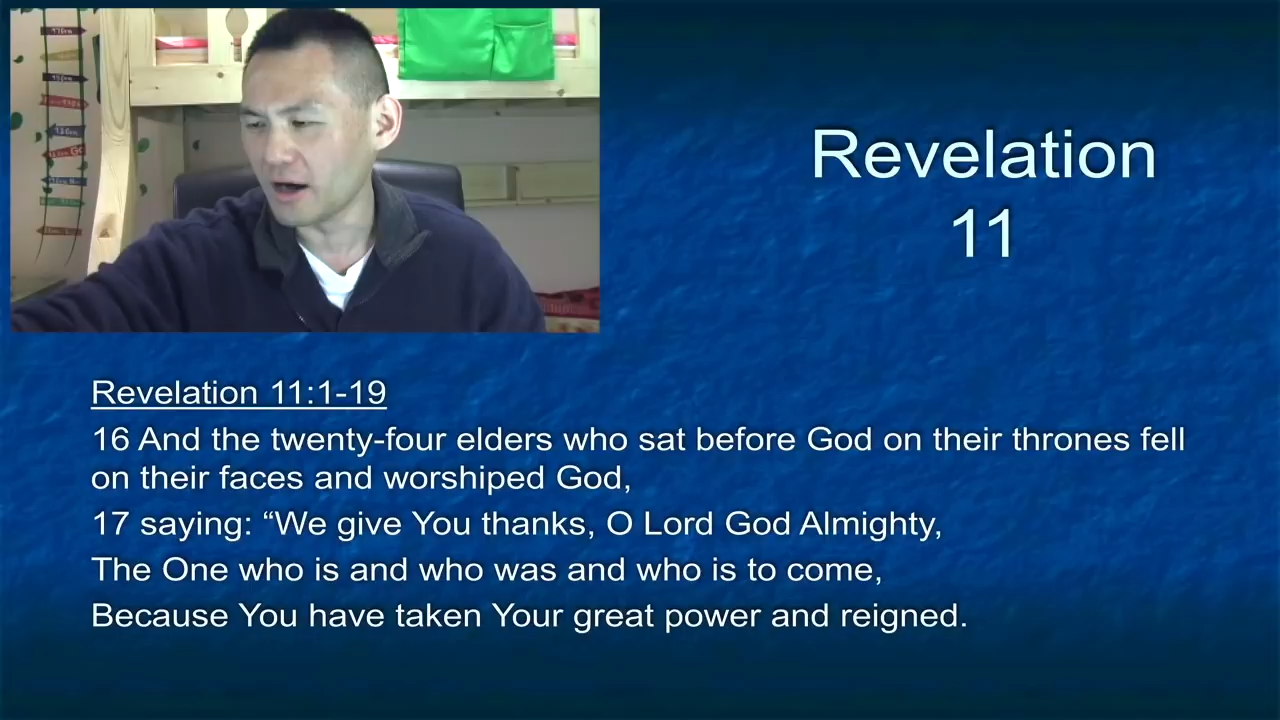 Revelation
11
Revelation 11:1-19
16 And the twenty-four elders who sat before God on their thrones fell
on their faces and worshiped God,
17 saying: “We give You thanks, O Lord God Almighty,
The One who is and who was and who is to come,
Because You have taken Your great power and reigned.